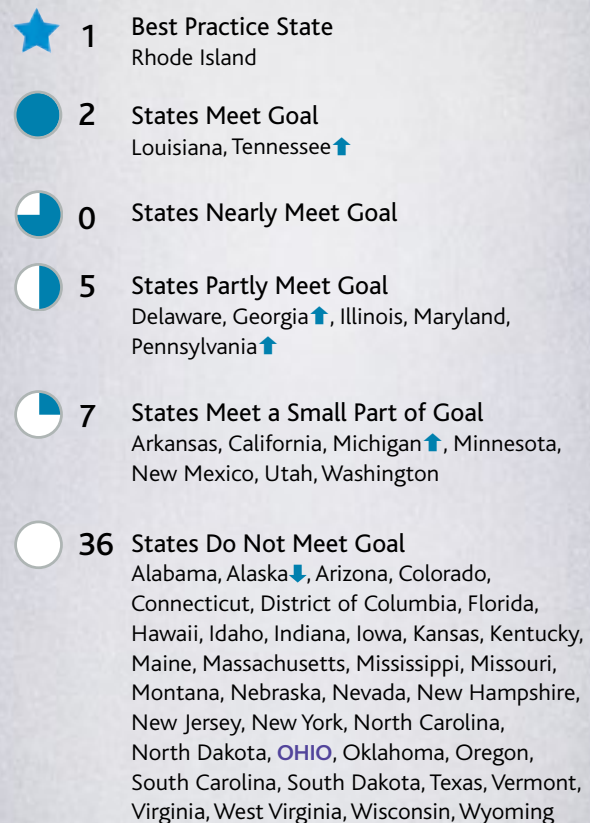 1 Best Practice State
Rhode Island
2 States Meet Goal
Louisiana, Tennessee⬆
0 States Nearly Meet Goal
5 States Partly Meet Goal
Delaware, Georgia⬆, Illinois, Maryland,
Pennsylvania⬆
7 States Meet a Small Part of Goal
Arkansas, California, Michigan⬆, Minnesota,
New Mexico, Utah, Washington
36 States Do Not Meet Goal
Alabama, Alaska⬇, Arizona, Colorado,
Connecticut, District of Columbia, Florida,
Hawaii, Idaho, Indiana, Iowa, Kansas, Kentucky,
Maine, Massachusetts, Mississippi, Missouri,
Montana, Nebraska, Nevada, New Hampshire,
New Jersey, New York, North Carolina,
North Dakota, OHIO, Oklahoma, Oregon,
South Carolina, South Dakota, Texas, Vermont,
Virginia, West Virginia, Wisconsin, Wyoming